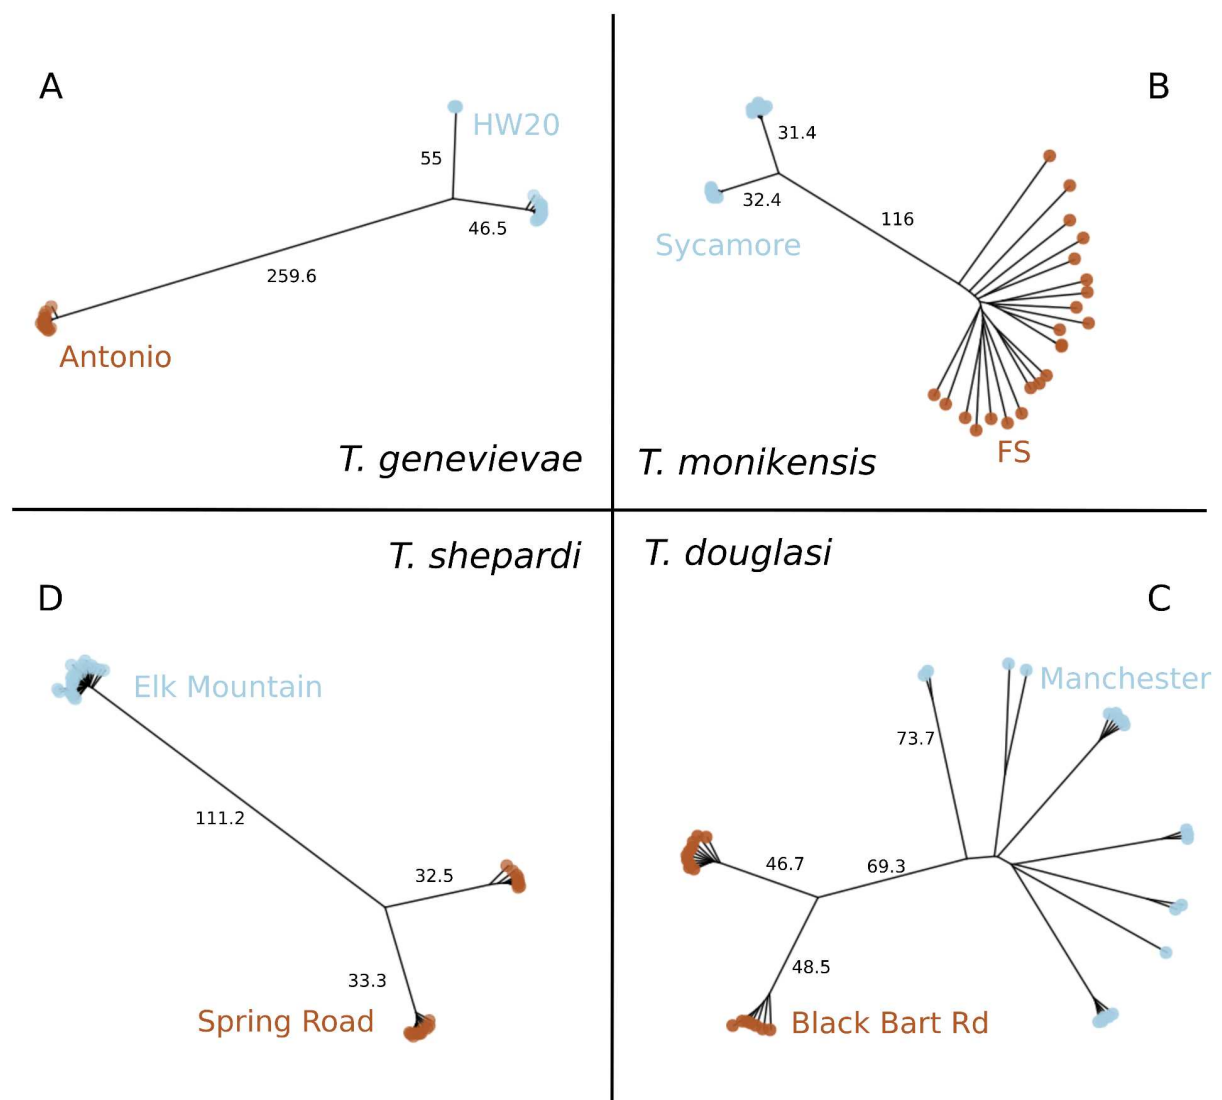 A
HW20
55
46.5
259.6
Antonio
T. genevievae
B
31.4
32.4
116
Sycamore
FS
T. monikensis
T. shepardi
D
Elk Mountain
111.2
32.5
33.3
Spring Road
T. douglasi
C
Manchester
73.7
46.7
69.3
48.5
Black Bart Rd